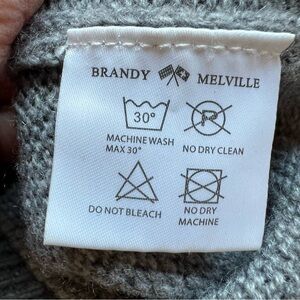 BRANDY MELVILLE
30°
P
MACHINE WASH
MAX 30°
NO DRY CLEAN
DO NOT BLEACH
NO DRY
MACHINE